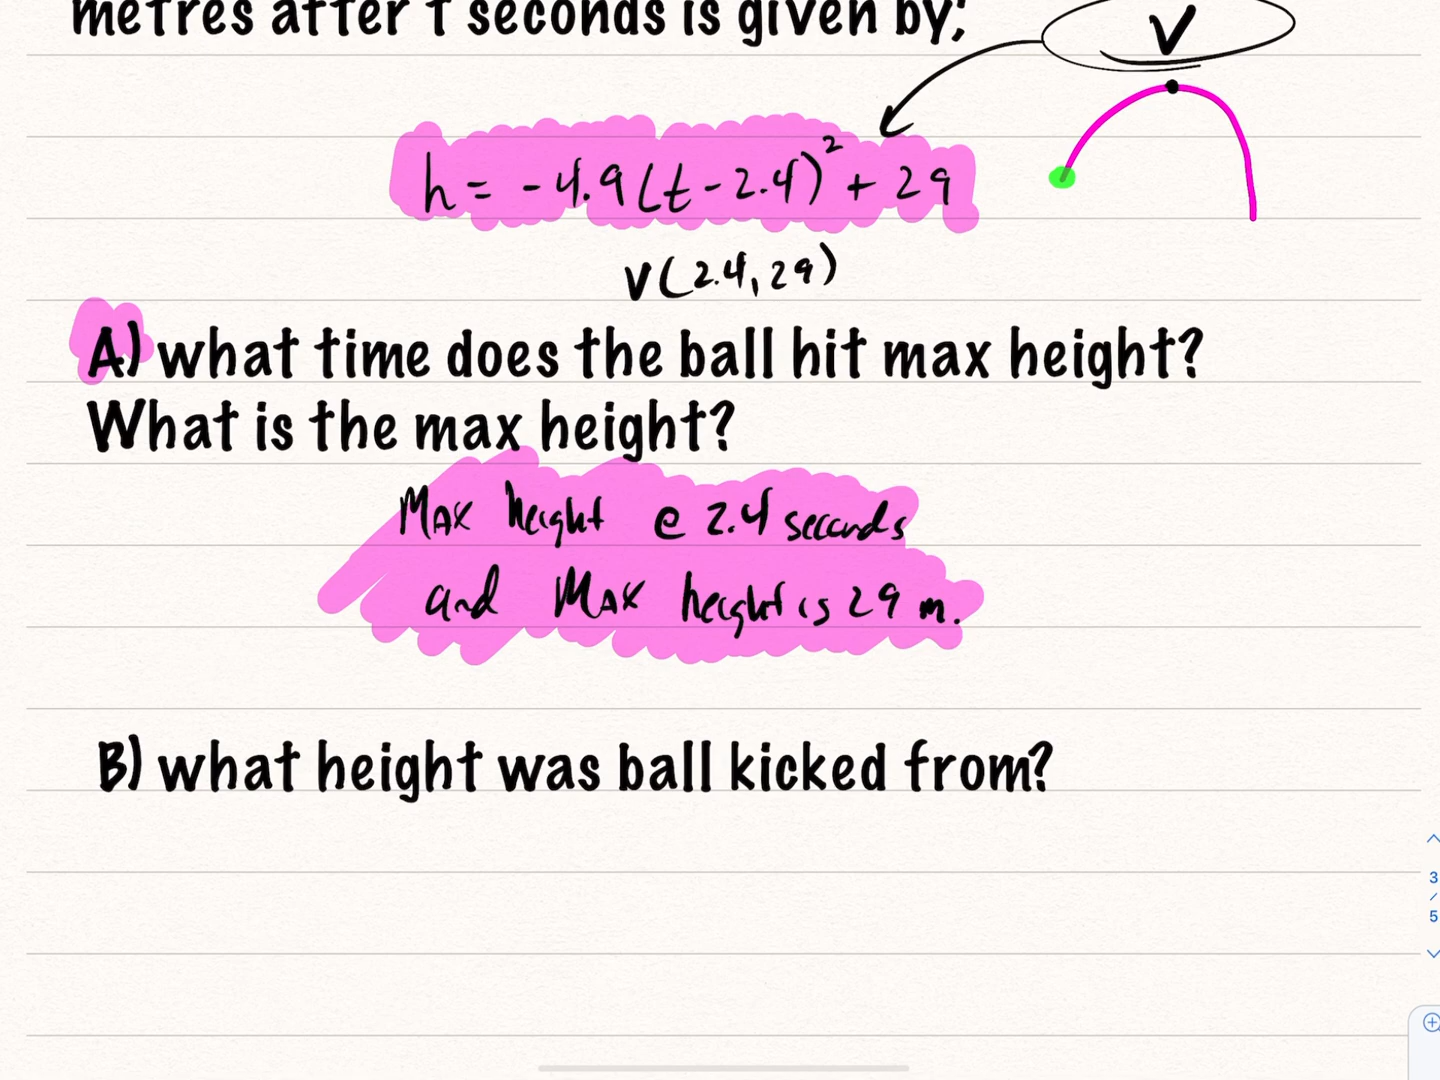 metres after t seconds is given by;
V
h = -4.9(t-2.4)² + 29
V(2.4, 29)
A) what time does the ball hit max height?
What is the max height?
Max height @ 2.4 seconds
and Max height is 29 m.
B) what height was ball kicked from?
3
/
5